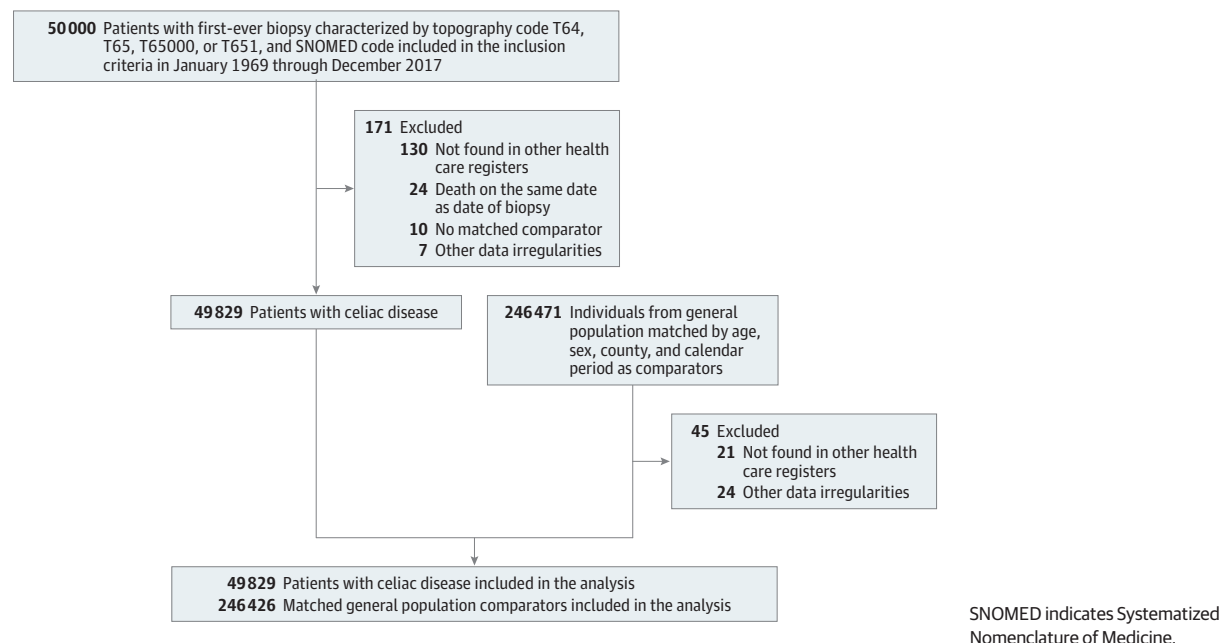 50000 Patients with first-ever biopsy characterized by topography code T64,
T65, T65000, or T651, and SNOMED code included in the inclusion
criteria in January 1969 through December 2017
171 Excluded
130 Not found in other health
care registers
24 Death on the same date
as date of biopsy
10 No matched comparator
7 Other data irregularities
49829 Patients with celiac disease
246471 Individuals from general
population matched by age,
sex, county, and calendar
period as comparators
45 Excluded
21 Not found in other health
care registers
24 Other data irregularities
49829 Patients with celiac disease included in the analysis
246426 Matched general population comparators included in the analysis
SNOMED indicates Systematized
Nomenclature of Medicine.